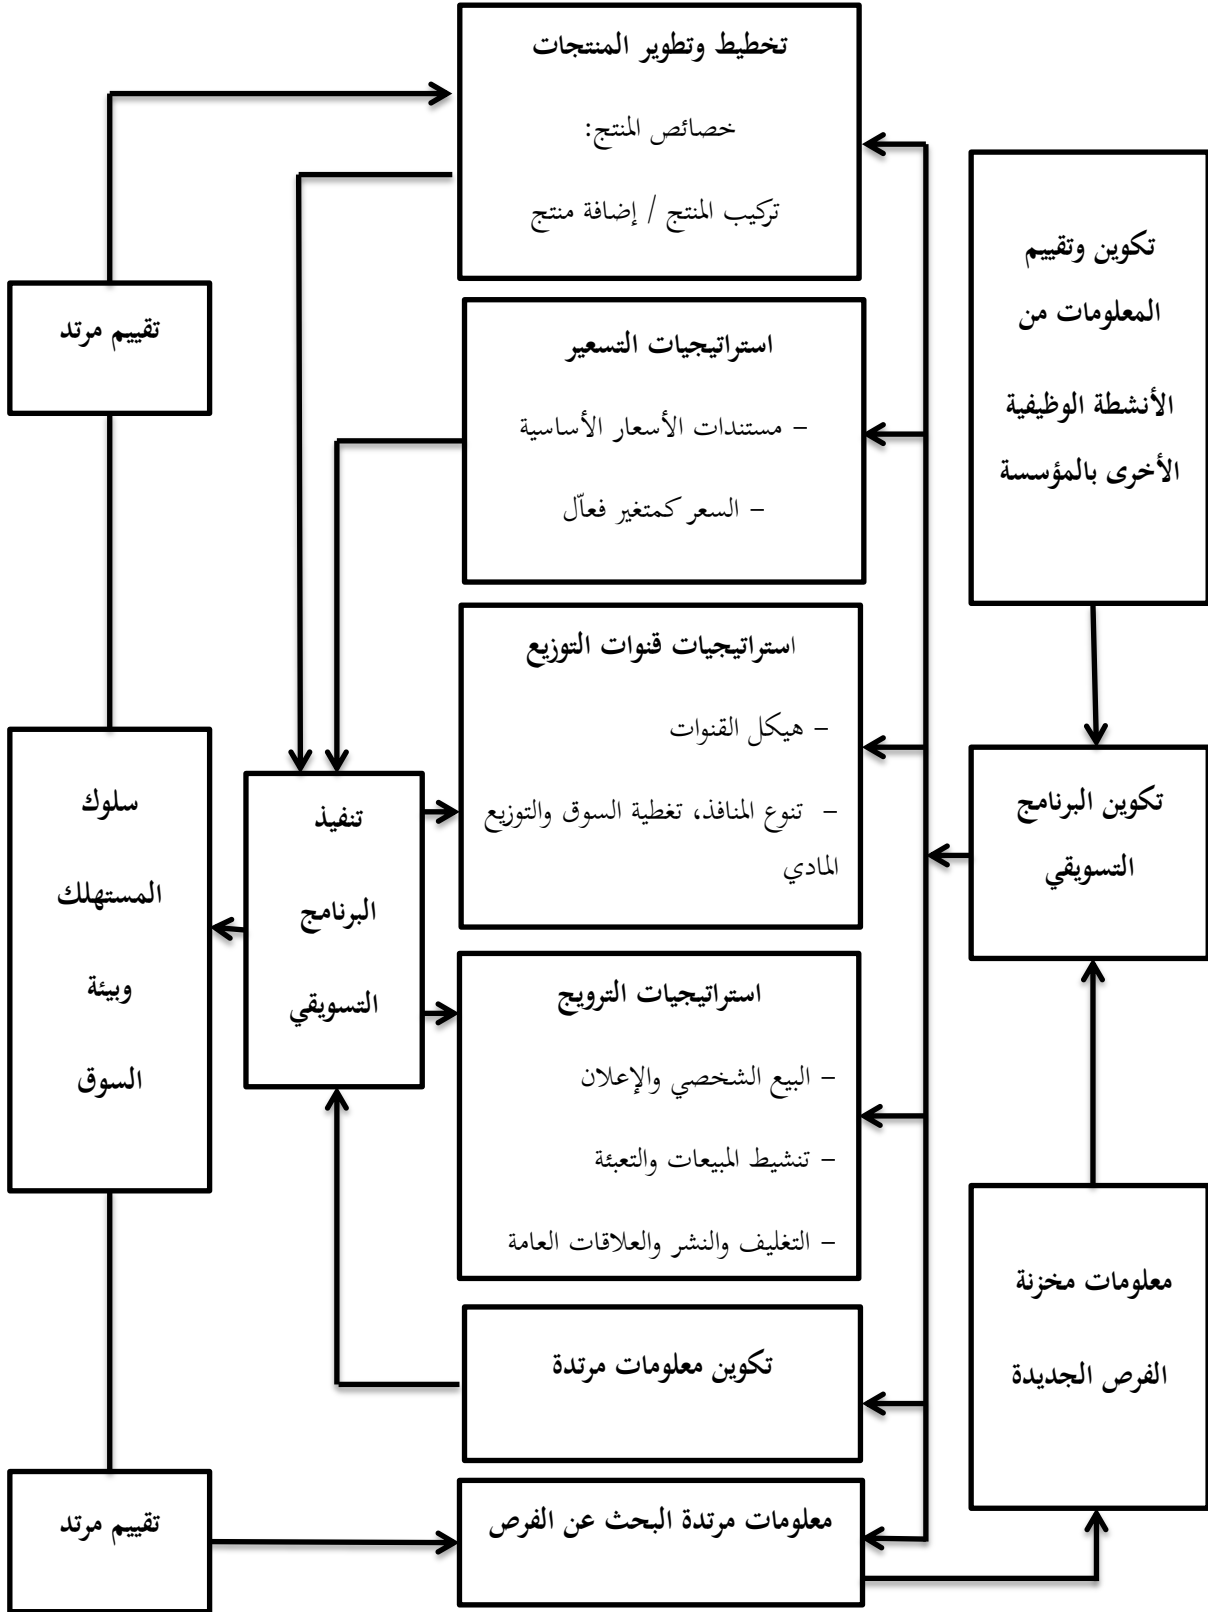 تخطيط وتطوير المنتجات
خصائص المنتج:
تركيب المنتج / إضافة منتج
تكوين وتقييم
المعلومات من
الأنشطة الوظيفية
الأخرى بالمؤسسة
تقييم مرتد
استراتيجيات التسعير
– مستندات الأسعار الأساسية
– السعر كمتغير فعاّل
استراتيجيات قنوات التوزيع
– هيكل القنوات
– تنوع المنافذ، تغطية السوق والتوزيع
المادي
تكوين البرنامج
التسويقي
تنفيذ
البرنامج
التسويقي
سلوك
المستهلك
وبيئة
السوق
استراتيجيات الترويج
– البيع الشخصي والإعلان
– تنشيط المبيعات والتعبئة
– التغليف والنشر والعلاقات العامة
معلومات مخزنة
الفرص الجديدة
تكوين معلومات مرتدة
معلومات مرتدة البحث عن الفرص
تقييم مرتد